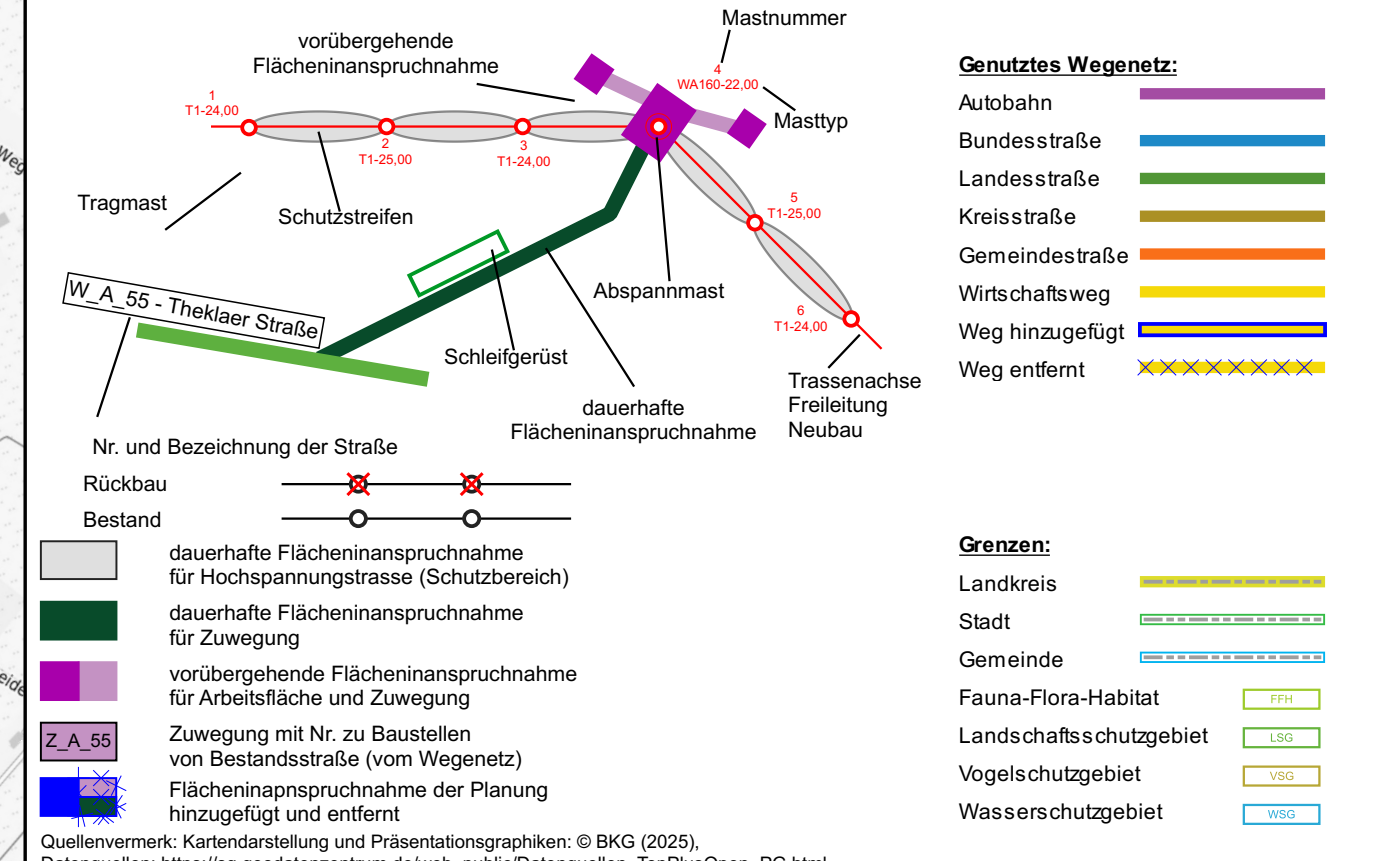 Mastnummer
vorübergehende
Flächeninanspruchnahme
4
WA160-22,00
1
T1-24,00
Masttyp
2
T1-25,00
3
T1-24,00
Tragmast
Schutzstreifen
5
T1-25,00
Abspannmast
W_A_55 - Theklaer Straße
6
T1-24,00
Schleifgerüst
Trassenachse
Freileitung
Neubau
dauerhafte
Flächeninanspruchnahme
Nr. und Bezeichnung der Straße
Rückbau
Bestand
dauerhafte Flächeninanspruchnahme
für Hochspannungstrasse (Schutzbereich)
dauerhafte Flächeninanspruchnahme
für Zuwegung
vorübergehende Flächeninanspruchnahme
für Arbeitsfläche und Zuwegung
Z_A_55
Zuwegung mit Nr. zu Baustellen
von Bestandsstraße (vom Wegenetz)
Flächeninapnspruchnahme der Planung
hinzugefügt und entfernt
Quellenvermerk: Kartendarstellung und Präsentationsgraphiken: © BKG (2025),
Genutztes Wegenetz:
Autobahn
Bundesstraße
Landesstraße
Kreisstraße
Gemeindestraße
Wirtschaftsweg
Weg hinzugefügt
Weg entfernt
Grenzen:
Landkreis
Stadt
Gemeinde
Fauna-Flora-Habitat
FFH
Landschaftsschutzgebiet
LSG
Vogelschutzgebiet
VSG
Wasserschutzgebiet
WSG